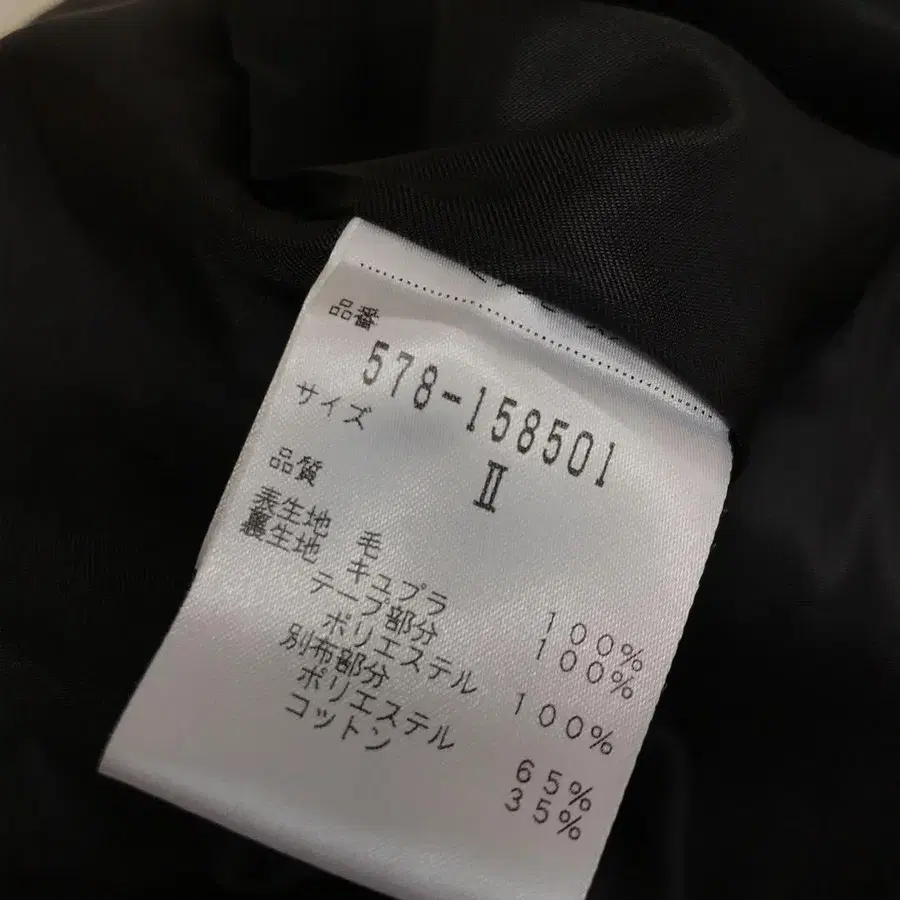 品番
578-158501
サイズ
Ⅱ
品質
表生地 毛 100%
裏生地 キュプラ 100%
テープ部分
ポリエステル 100%
別布部分
ポリエステル 65%
コットン 35%